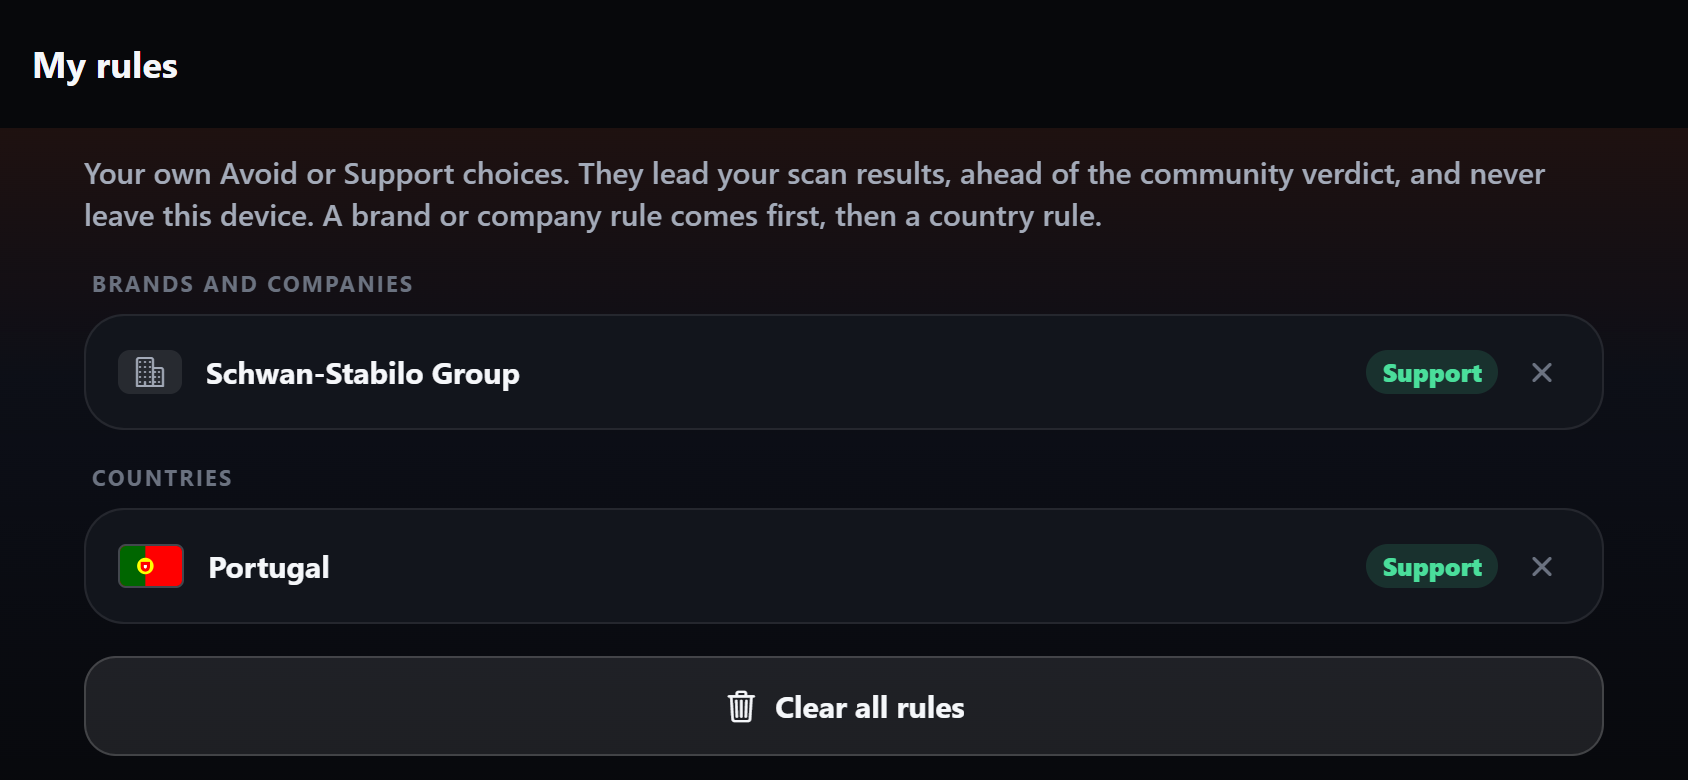 My rules
Your own Avoid or Support choices. They lead your scan results, ahead of the community verdict, and never
leave this device. A brand or company rule comes first, then a country rule.
BRANDS AND COMPANIES
Schwan-Stabilo Group
Support
COUNTRIES
Portugal
Support
Clear all rules